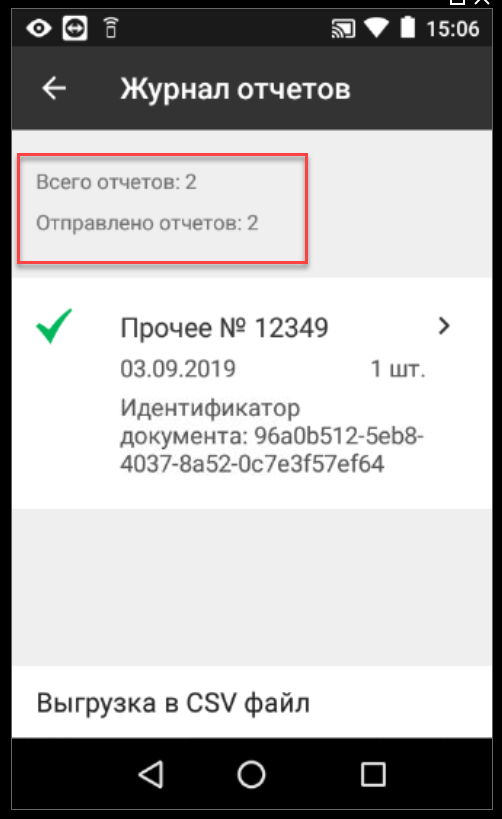 15:06
Журнал отчетов
Всего отчетов: 2
Отправлено отчетов: 2
Прочее № 12349
03.09.2019 1 шт.
Идентификатор
документа: 96a0b512-5eb8-
4037-8a52-0c7e3f57ef64
Выгрузка в CSV файл